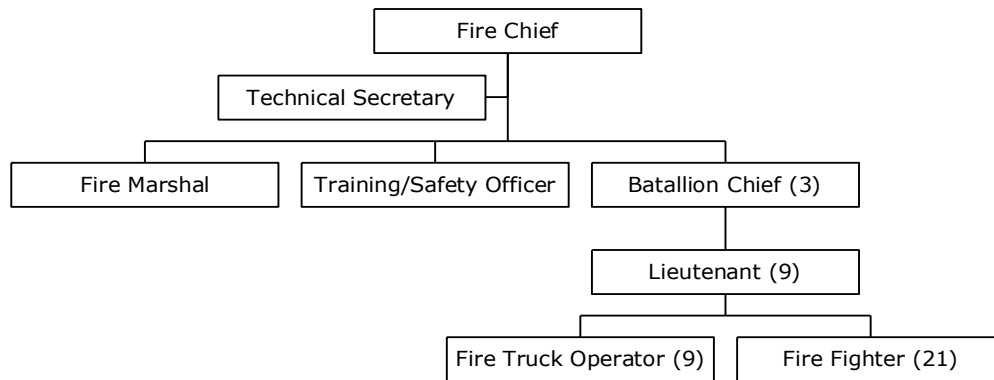 Fire Chief
Technical Secretary
Fire Marshal
Training/Safety Officer
Batallion Chief (3)
Lieutenant (9)
Fire Truck Operator (9)
Fire Fighter (21)